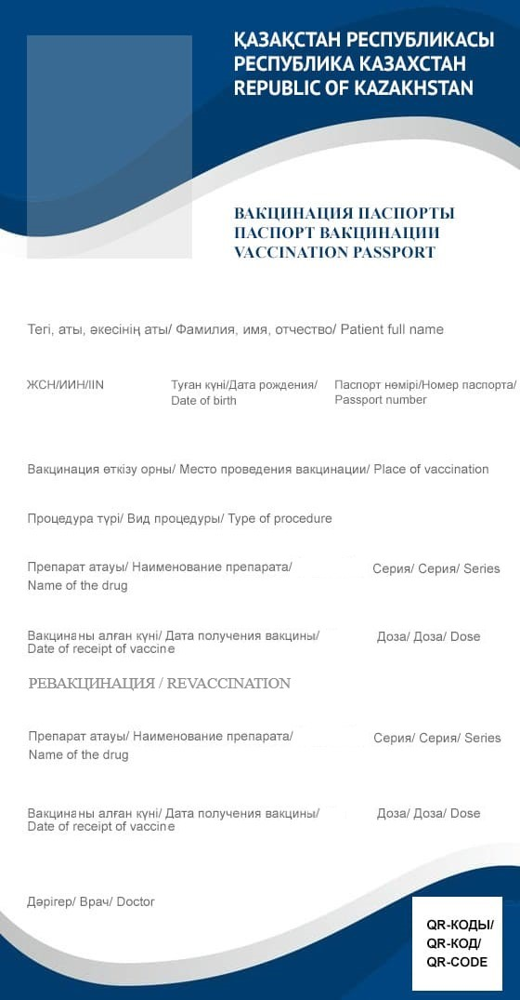 ҚАЗАҚСТАН РЕСПУБЛИКАСЫ
РЕСПУБЛИКА КАЗАХСТАН
REPUBLIC OF KAZAKHSTAN
ВАКЦИНАЦИЯ ПАСПОРТЫ
ПАСПОРТ ВАКЦИНАЦИИ
VACCINATION PASSPORT
Тегі, аты, әкесінің аты/ Фамилия, имя, отчество/ Patient full name
ЖСН/ИИН/IIN
Туған күні/Дата рождения/
Date of birth
Паспорт нөмірі/Номер паспорта/
Passport number
Вакцинация өткізу орны/ Место проведения вакцинации/ Place of vaccination
Процедура түрі/ Вид процедуры/ Type of procedure
Препарат атауы/ Наименование препарата/
Name of the drug
Серия/ Серия/ Series
Вакцинаны алған күні/ Дата получения вакцины/
Date of receipt of vaccine
Доза/ Доза/ Dose
РЕВАКЦИНАЦИЯ / REVACCINATION
Препарат атауы/ Наименование препарата/
Name of the drug
Серия/ Серия/ Series
Вакцинаны алған күні/ Дата получения вакцины/
Date of receipt of vaccine
Доза/ Доза/ Dose
Дәрігер/ Врач/ Doctor
QR-КОДЫ/
QR-КОД/
QR-CODE